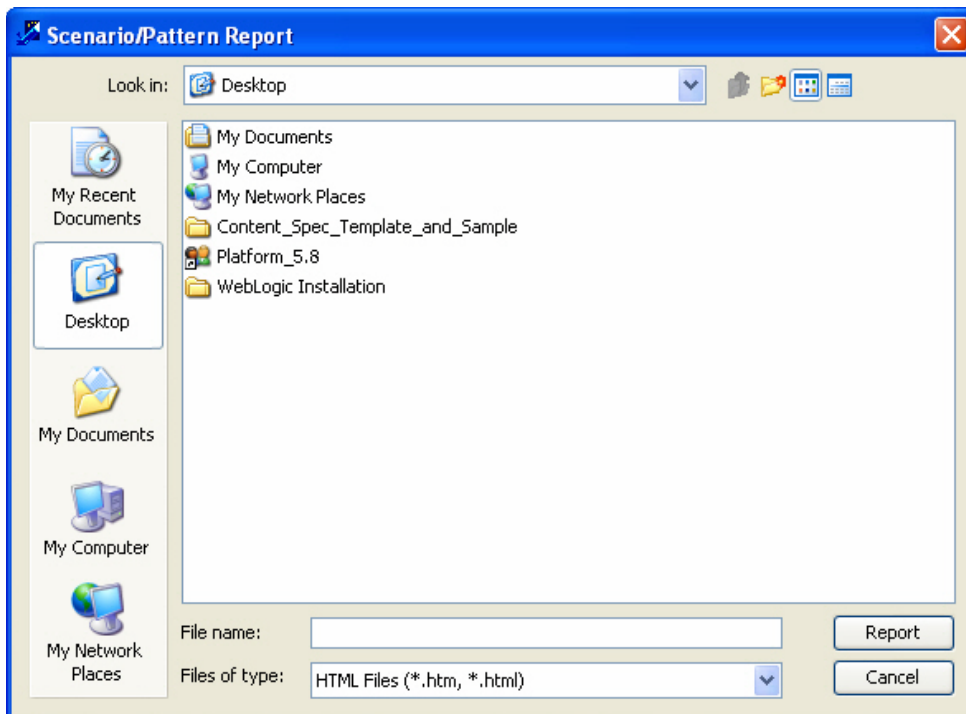 Scenario/Pattern Report
Look in:
Desktop
My Recent
Documents
Desktop
My Documents
My Computer
My Network
Places
My Documents
My Computer
My Network Places
Content_Spec_Template_and_Sample
Platform_5.8
WebLogic Installation
File name:
Report
Files of type:
HTML Files (*.htm, *.html)
Cancel